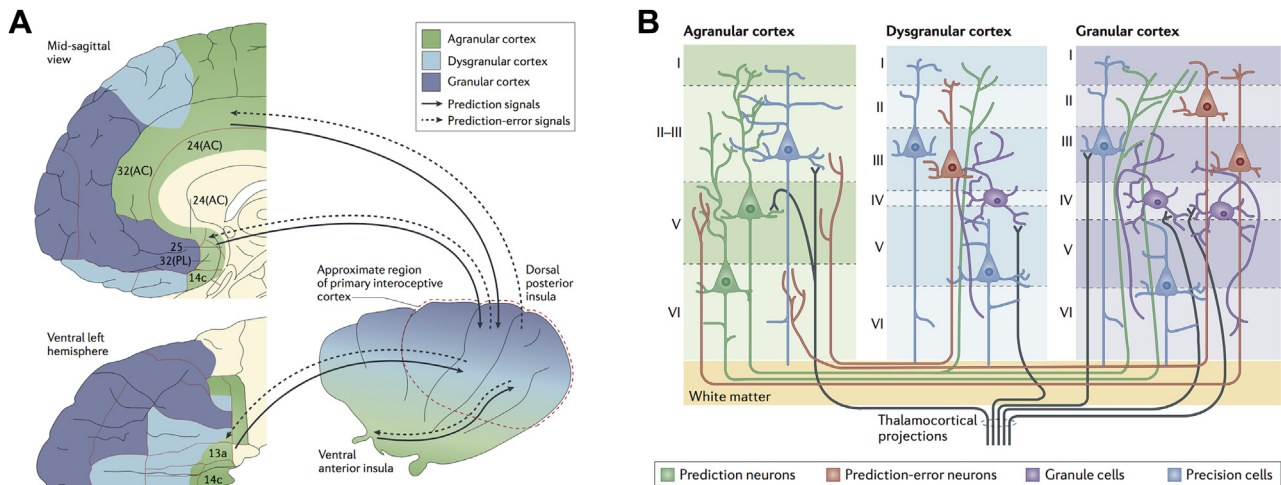 A
Mid-sagittal
view
Agranular cortex
Dysgranular cortex
Granular cortex
Prediction signals
Prediction-error signals
24(AC)
32(AC)
24(AC)
25
32(PL)
14c
Approximate region
of primary interoceptive
cortex
Dorsal
posterior
insula
Ventral left
hemisphere
13a
14c
Ventral
anterior insula
B
Agranular cortex
Dysgranular cortex
Granular cortex
I
II–III
V
VI
I
II
III
IV
V
VI
I
II
III
IV
V
VI
White matter
Thalamocortical
projections
Prediction neurons
Prediction-error neurons
Granule cells
Precision cells